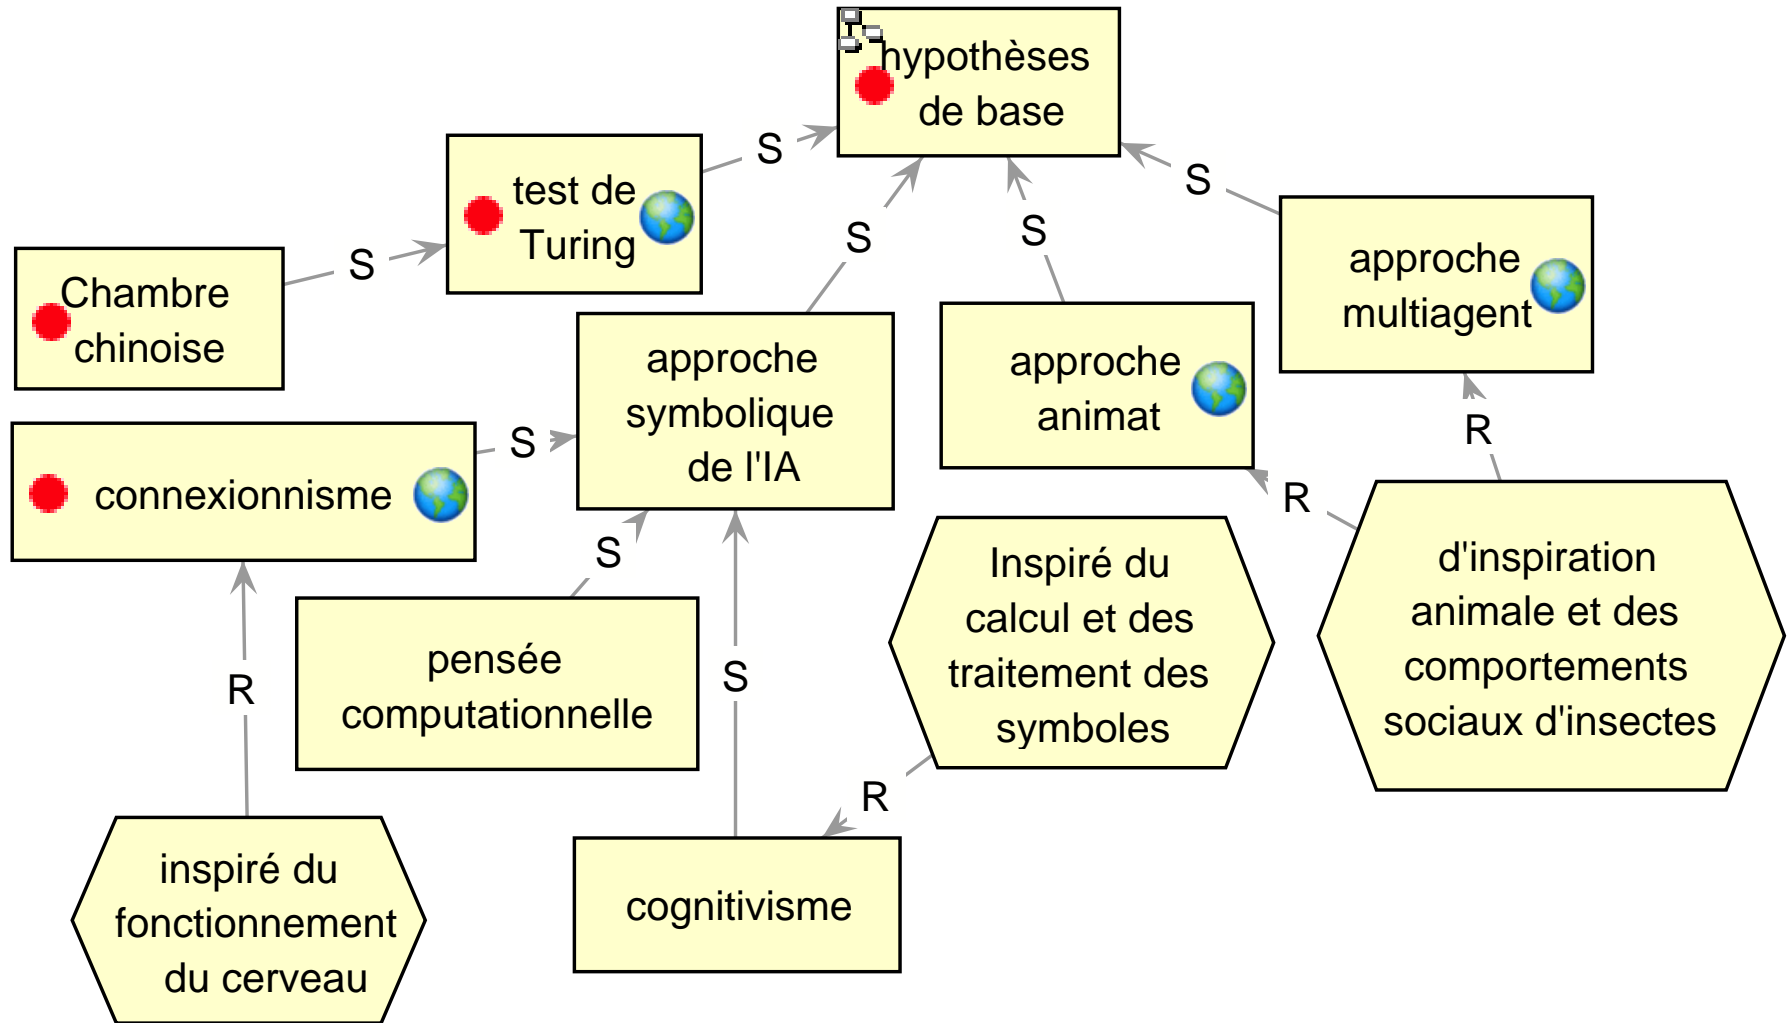 hypothèses
de base
S
test de
Turing
S
S
Chambre
chinoise
S
S
S
approche
multiagent
approche
symbolique
de l'IA
approche
animat
S
connexionnisme
R
R
S
Inspiré du
calcul et des
traitement des
symboles
d'inspiration
animale et des
comportements
sociaux d'insectes
pensée
computationnelle
R
S
R
inspiré du
fonctionnement
du cerveau
cognitivisme